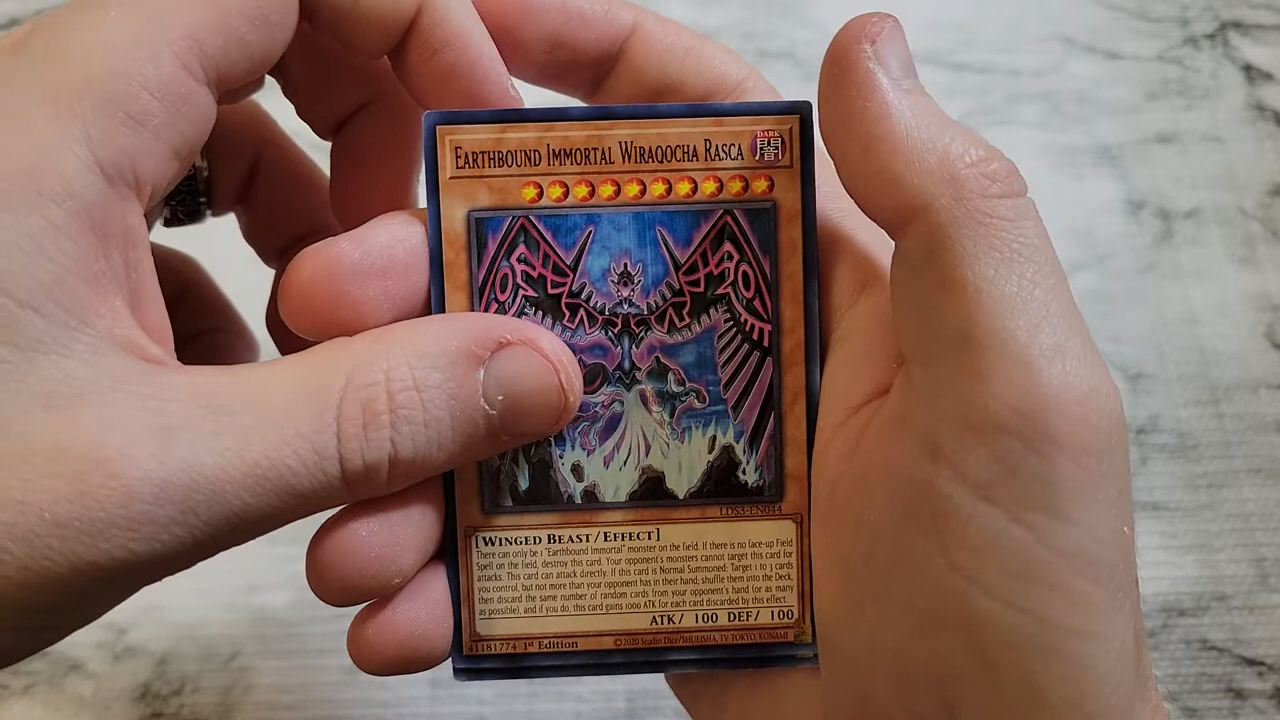 EARTHBOUND IMMORTAL WIRAQOCHA RASCA
DARK
闇
LDS3-EN044
[WINGED BEAST/EFFECT]
There can only be 1 "Earthbound Immortal" monster on the field. If there is no face-up Field
Spell on the field, destroy this card. Your opponent's monsters cannot target this card for
attacks. This card can attack directly. If this card is Normal Summoned: Target 1 to 3 cards
you control, but not more than your opponent has in their hand; shuffle them into the Deck,
then discard the same number of random cards from your opponent's hand (or as many
as possible), and if you do, this card gains 1000 ATK for each card discarded by this effect.
ATK/ 100 DEF/ 100
41181774 1st Edition ©2020 Studio Dice/SHUEISHA, TV TOKYO, KONAMI